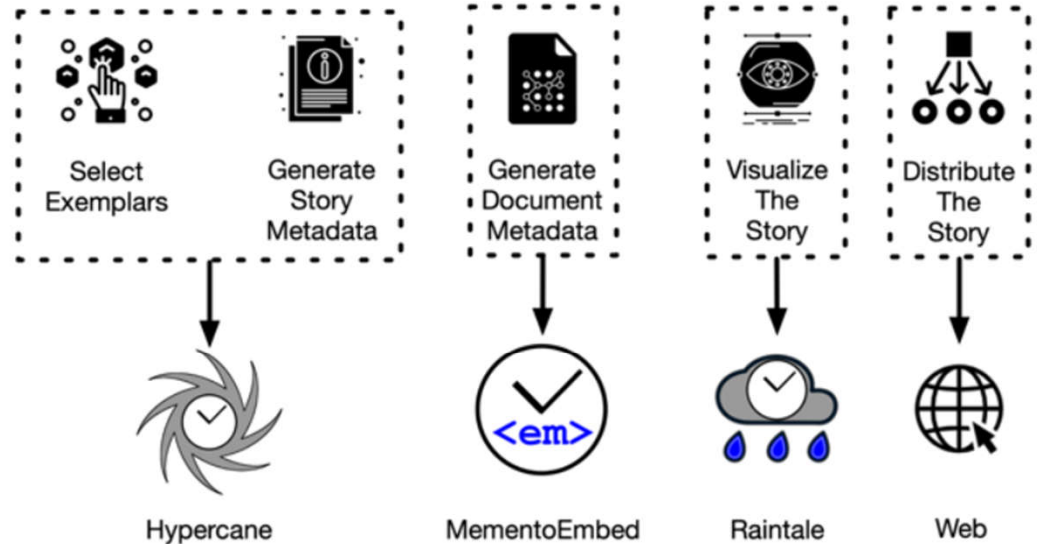 Select
Exemplars
Generate
Story
Metadata
Generate
Document
Metadata
Visualize
The
Story
Distribute
The
Story
<em>
Hypercane
MementoEmbed
Raintale
Web